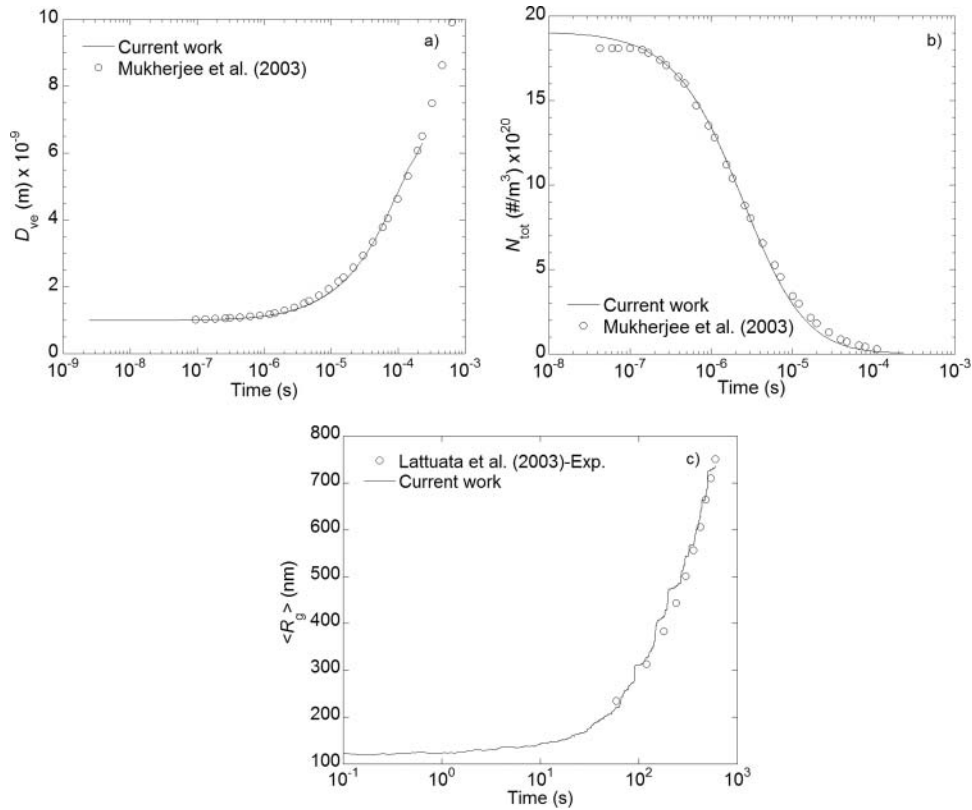 a)
Current work
Mukherjee et al. (2003)
D_ve (m) x 10^-9
10
8
6
4
2
0
10^-9 10^-8 10^-7 10^-6 10^-5 10^-4 10^-3
Time (s)
b)
N_tot (#/m^3) x10^20
20
15
10
5
0
Current work
Mukherjee et al. (2003)
10^-8 10^-7 10^-6 10^-5 10^-4 10^-3
Time (s)
c)
Lattuata et al. (2003)-Exp.
Current work
<R_g> (nm)
800
700
600
500
400
300
200
100
10^-1 10^0 10^1 10^2 10^3
Time (s)